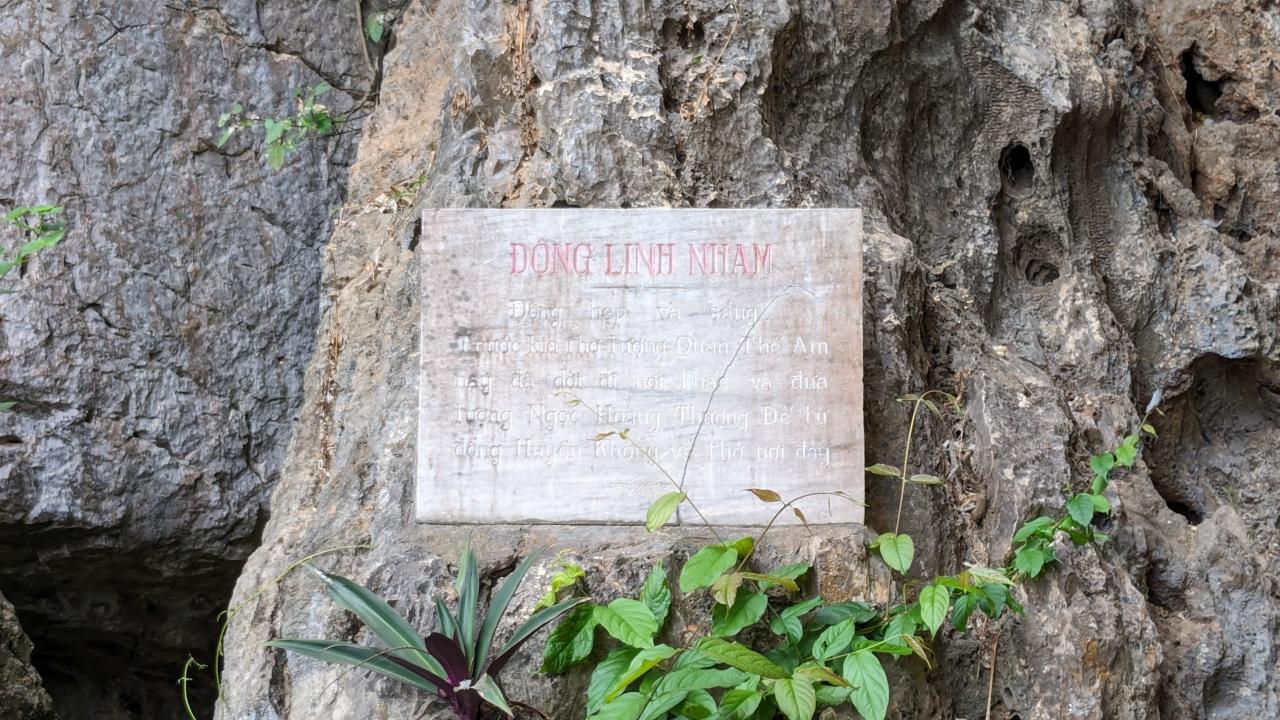 ĐỘNG LINH NHAM
Động hẹp và sáng
Trước kia thờ Tượng Quan Thế Âm
nay đã dời đi nơi khác và đưa
Tượng Ngọc Hoàng Thượng Đế từ
động Huyền Không về thờ nơi đây